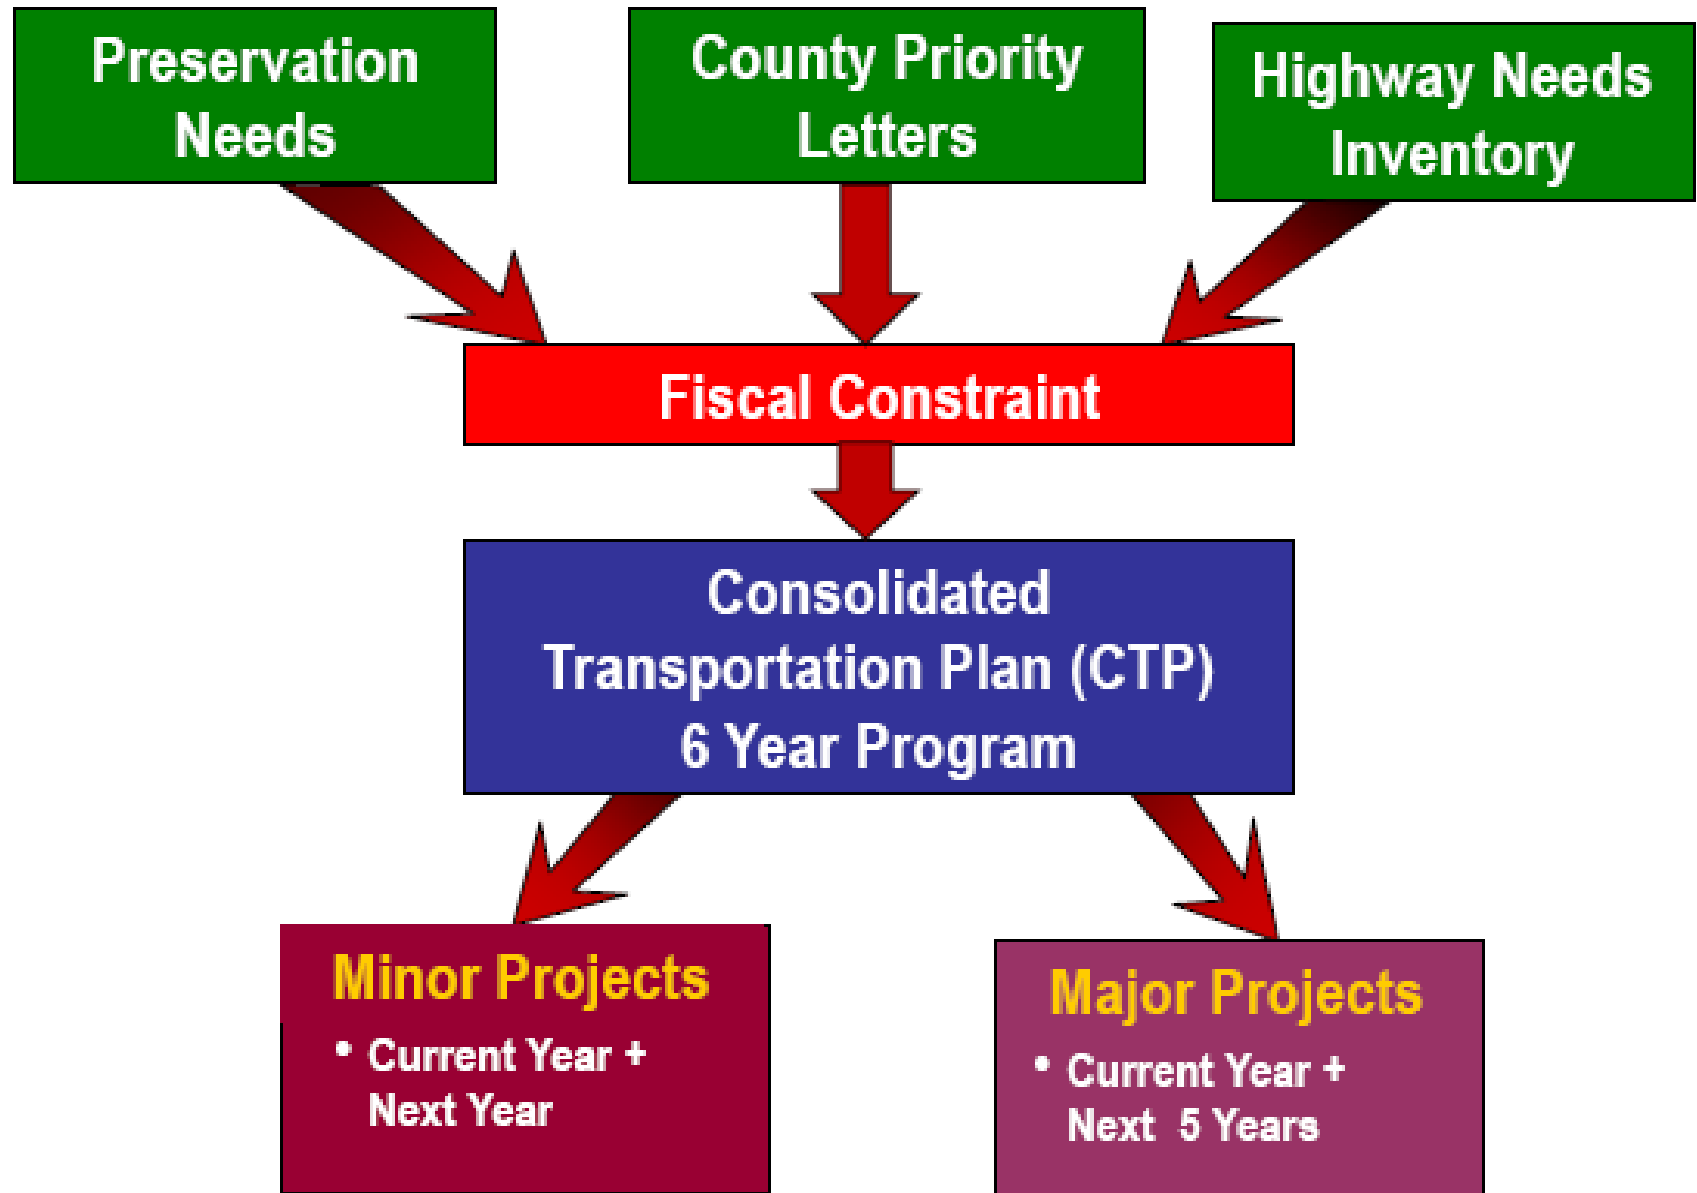 Preservation
Needs
County Priority
Letters
Highway Needs
Inventory
Fiscal Constraint
Consolidated
Transportation Plan (CTP)
6 Year Program
Minor Projects
• Current Year +
Next Year
Major Projects
• Current Year +
Next 5 Years